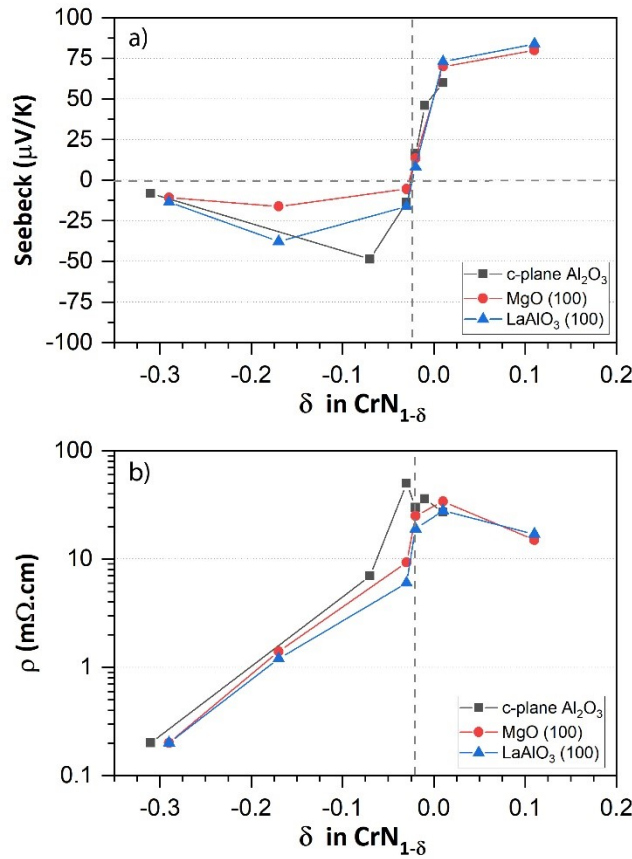 a)
Seebeck (μV/K)
100
75
50
25
0
-25
-50
-75
-100
c-plane Al₂O₃
MgO (100)
LaAlO₃ (100)
-0.3 -0.2 -0.1 0.0 0.1 0.2
δ in CrN₁₋δ
b)
ρ (mΩ.cm)
100
10
1
0.1
c-plane Al₂O₃
MgO (100)
LaAlO₃ (100)
-0.3 -0.2 -0.1 0.0 0.1 0.2
δ in CrN₁₋δ